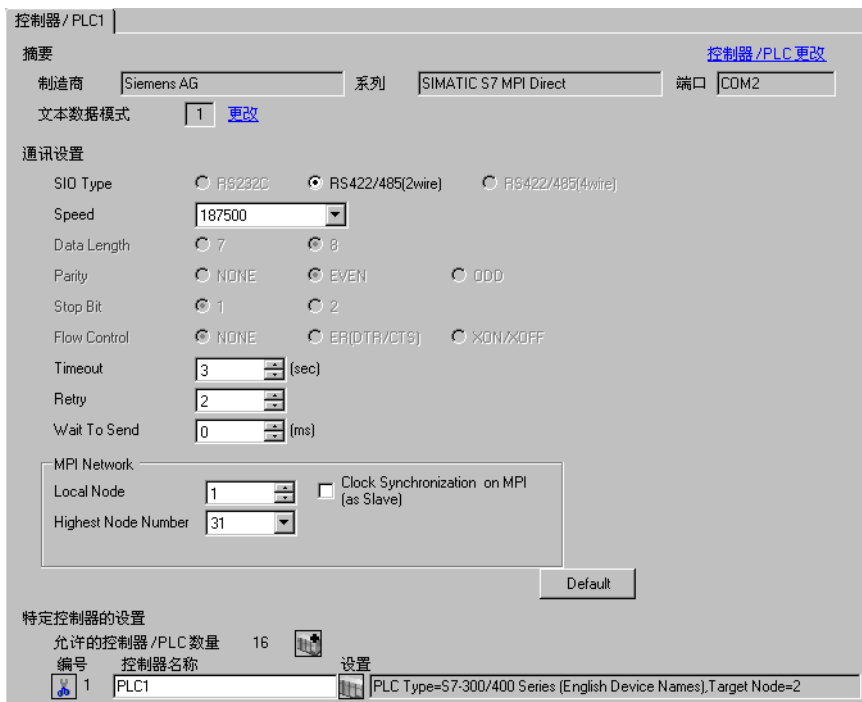 控制器/PLC1
摘要
控制器/PLC更改
制造商 Siemens AG 系列 SIMATIC S7 MPI Direct 端口 COM2
文本数据模式 1 更改
通讯设置
SIO Type RS232C RS422/485(2wire) RS422/485(4wire)
Speed 187500
Data Length 7 8
Parity NONE EVEN ODD
Stop Bit 1 2
Flow Control NONE ER(DTR/CTS) XON/XOFF
Timeout 3 (sec)
Retry 2
Wait To Send 0 (ms)
MPI Network
Local Node 1 Clock Synchronization on MPI
(as Slave)
Highest Node Number 31
Default
特定控制器的设置
允许的控制器/PLC数量 16
编号 控制器名称 设置
1 PLC1 PLC Type=S7-300/400 Series (English Device Names),Target Node=2